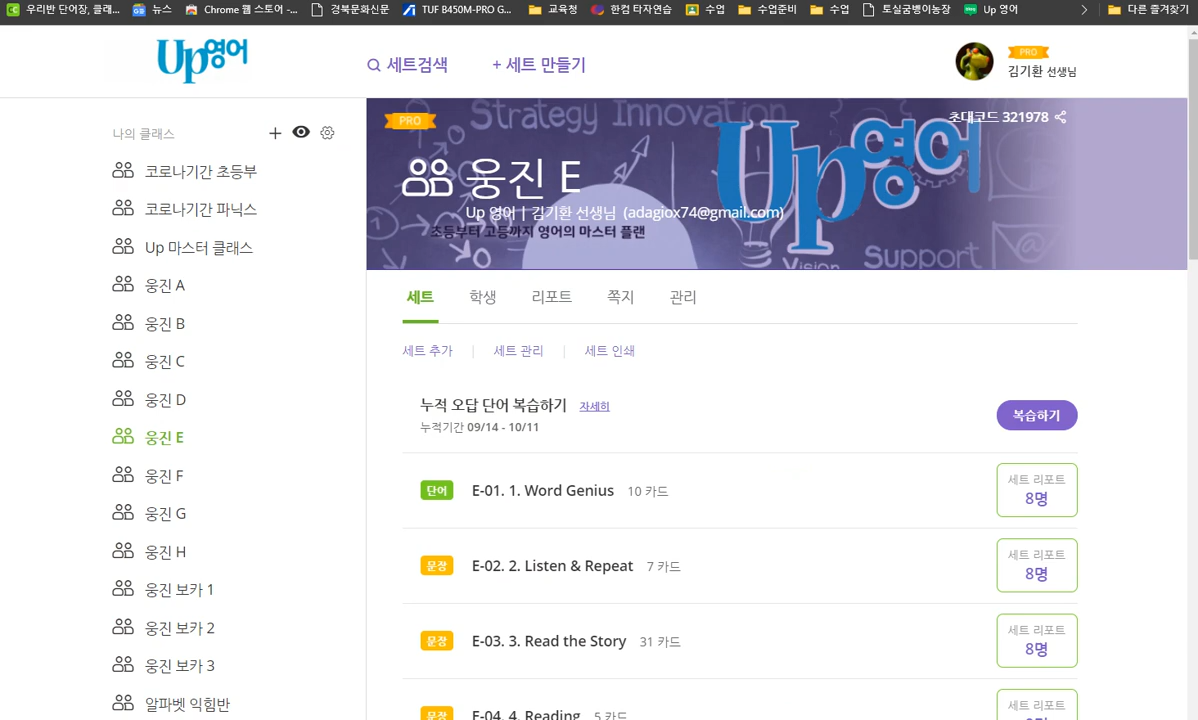 우리반 단어장, 클래...
뉴스
Chrome 웹 스토어 -...
경북문화신문
TUF B450M-PRO G...
교육청
한컴 타자연습
수업
수업준비
수업
토실굼벵이농장
Up 영어
다른 즐겨찾기
Up영어
세트검색
+ 세트 만들기
PRO
김기환 선생님
나의 클래스
코로나기간 초등부
코로나기간 파닉스
Up 마스터 클래스
웅진 A
웅진 B
웅진 C
웅진 D
웅진 E
웅진 F
웅진 G
웅진 H
웅진 보카 1
웅진 보카 2
웅진 보카 3
알파벳 익힘반
PRO
Strategy Innovation
초대코드 321978
웅진 E
Up영어
Up 영어 | 김기환 선생님 (adagiox74@gmail.com)
초등부터 고등까지 영어의 마스터 플랜
Vision
Support
세트
학생
리포트
쪽지
관리
세트 추가
세트 관리
세트 인쇄
누적 오답 단어 복습하기 자세히
누적기간 09/14 - 10/11
복습하기
단어 E-01. 1. Word Genius 10 카드
세트 리포트
8명
문장 E-02. 2. Listen & Repeat 7 카드
세트 리포트
8명
문장 E-03. 3. Read the Story 31 카드
세트 리포트
8명
문장 E-04. 4. Reading 5 카드
세트 리포트
8명